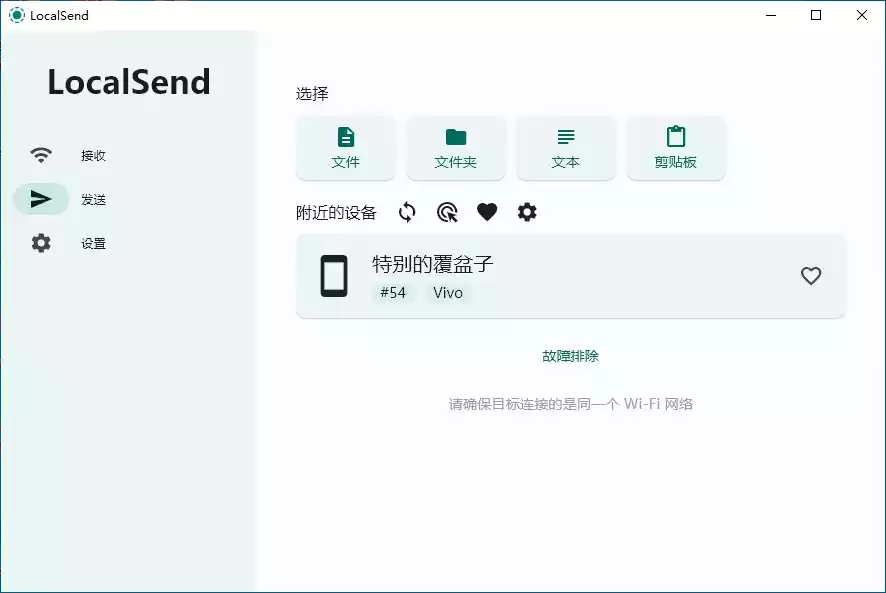 LocalSend
LocalSend
接收
发送
设置
选择
文件
文件夹
文本
剪贴板
附近的设备
特别的覆盆子
#54 Vivo
故障排除
请确保目标连接的是同一个 Wi-Fi 网络